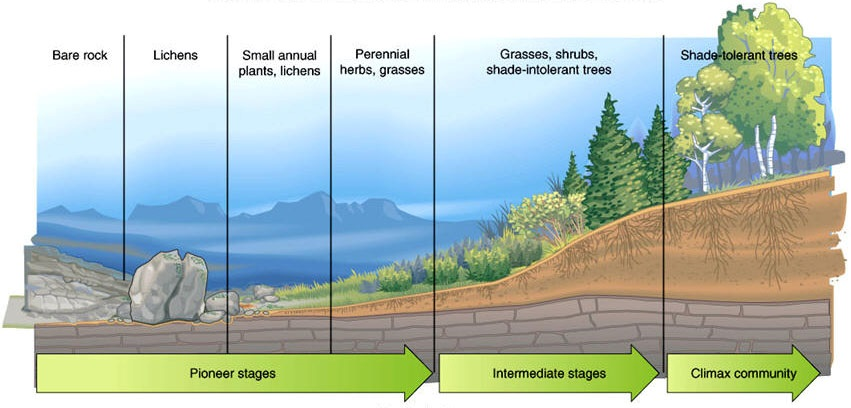 Bare rock
Lichens
Small annual
plants, lichens
Perennial
herbs, grasses
Grasses, shrubs,
shade-intolerant trees
Shade-tolerant trees
Pioneer stages
Intermediate stages
Climax community